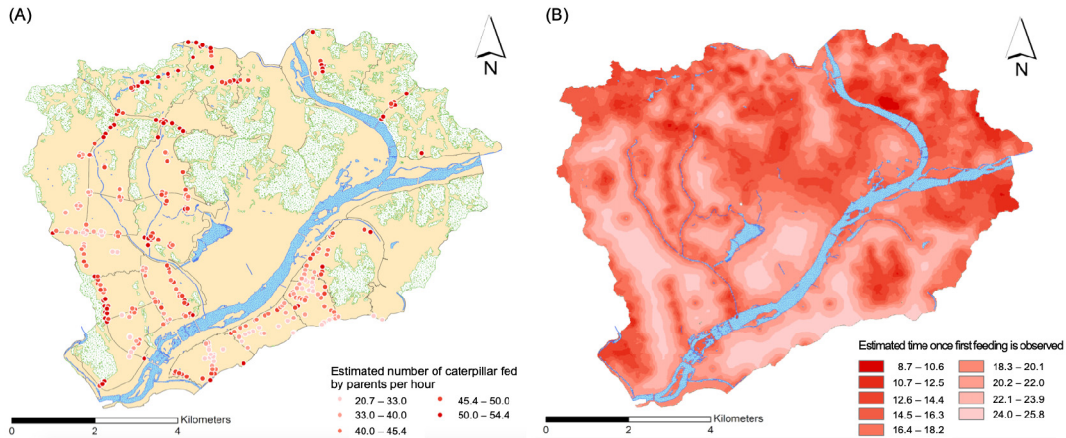 (A)
N
Estimated number of caterpillar fed
by parents per hour
20.7 – 33.0
33.0 – 40.0
40.0 – 45.4
45.4 – 50.0
50.0 – 54.4
Kilometers
0 2 4
(B)
N
Estimated time once first feeding is observed
8.7 – 10.6
10.7 – 12.5
12.6 – 14.4
14.5 – 16.3
16.4 – 18.2
18.3 – 20.1
20.2 – 22.0
22.1 – 23.9
24.0 – 25.8
Kilometers
0 2 4